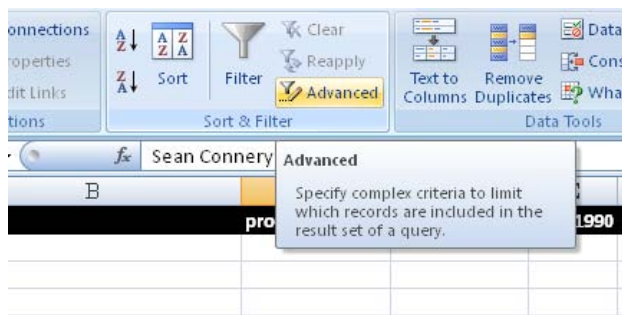 onnections
roperties
dit Links
tions
A Z
Z A
A Z
Z A
Sort
Filter
Clear
Reapply
Advanced
Sort & Filter
Text to Columns
Remove Duplicates
Data
Cons
Wha
Data Tools
fx Sean Connery
Advanced
Specify complex criteria to limit
which records are included in the
result set of a query.
B
pro
1990